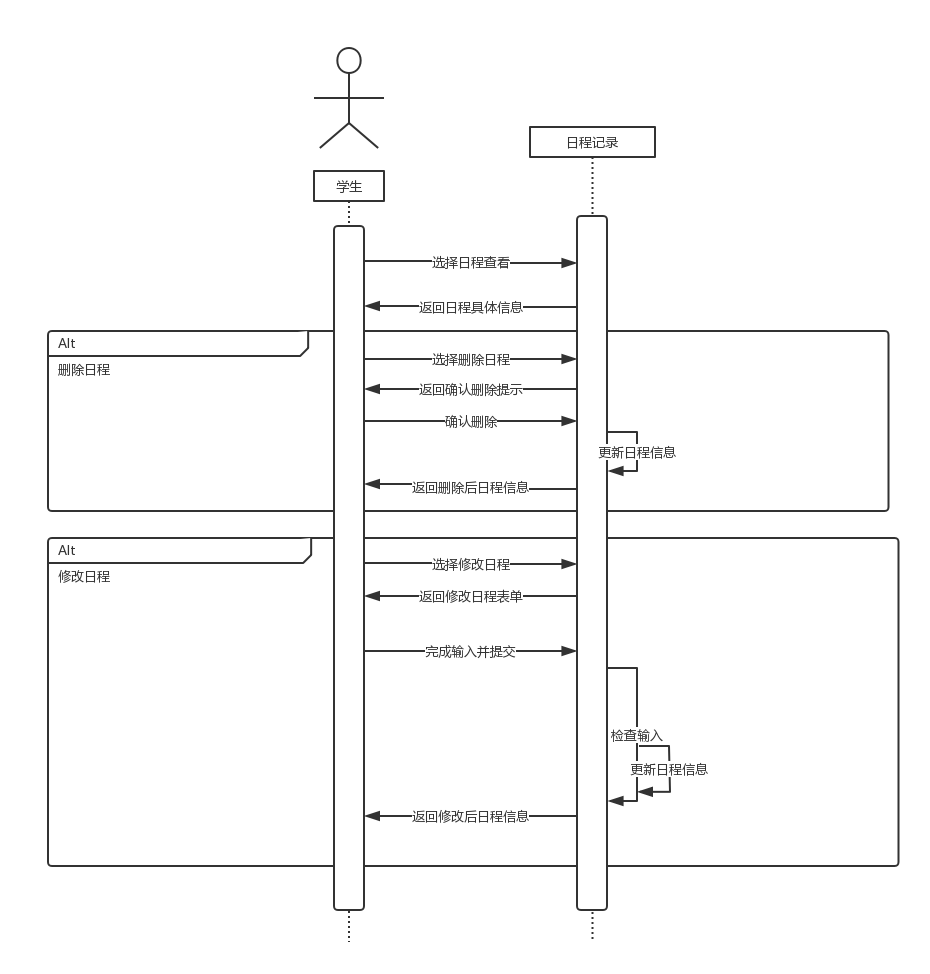 日程记录
学生
选择日程查看
返回日程具体信息
Alt
删除日程
选择删除日程
返回确认删除提示
确认删除
更新日程信息
返回删除后日程信息
Alt
修改日程
选择修改日程
返回修改日程表单
完成输入并提交
检查输入
更新日程信息
返回修改后日程信息